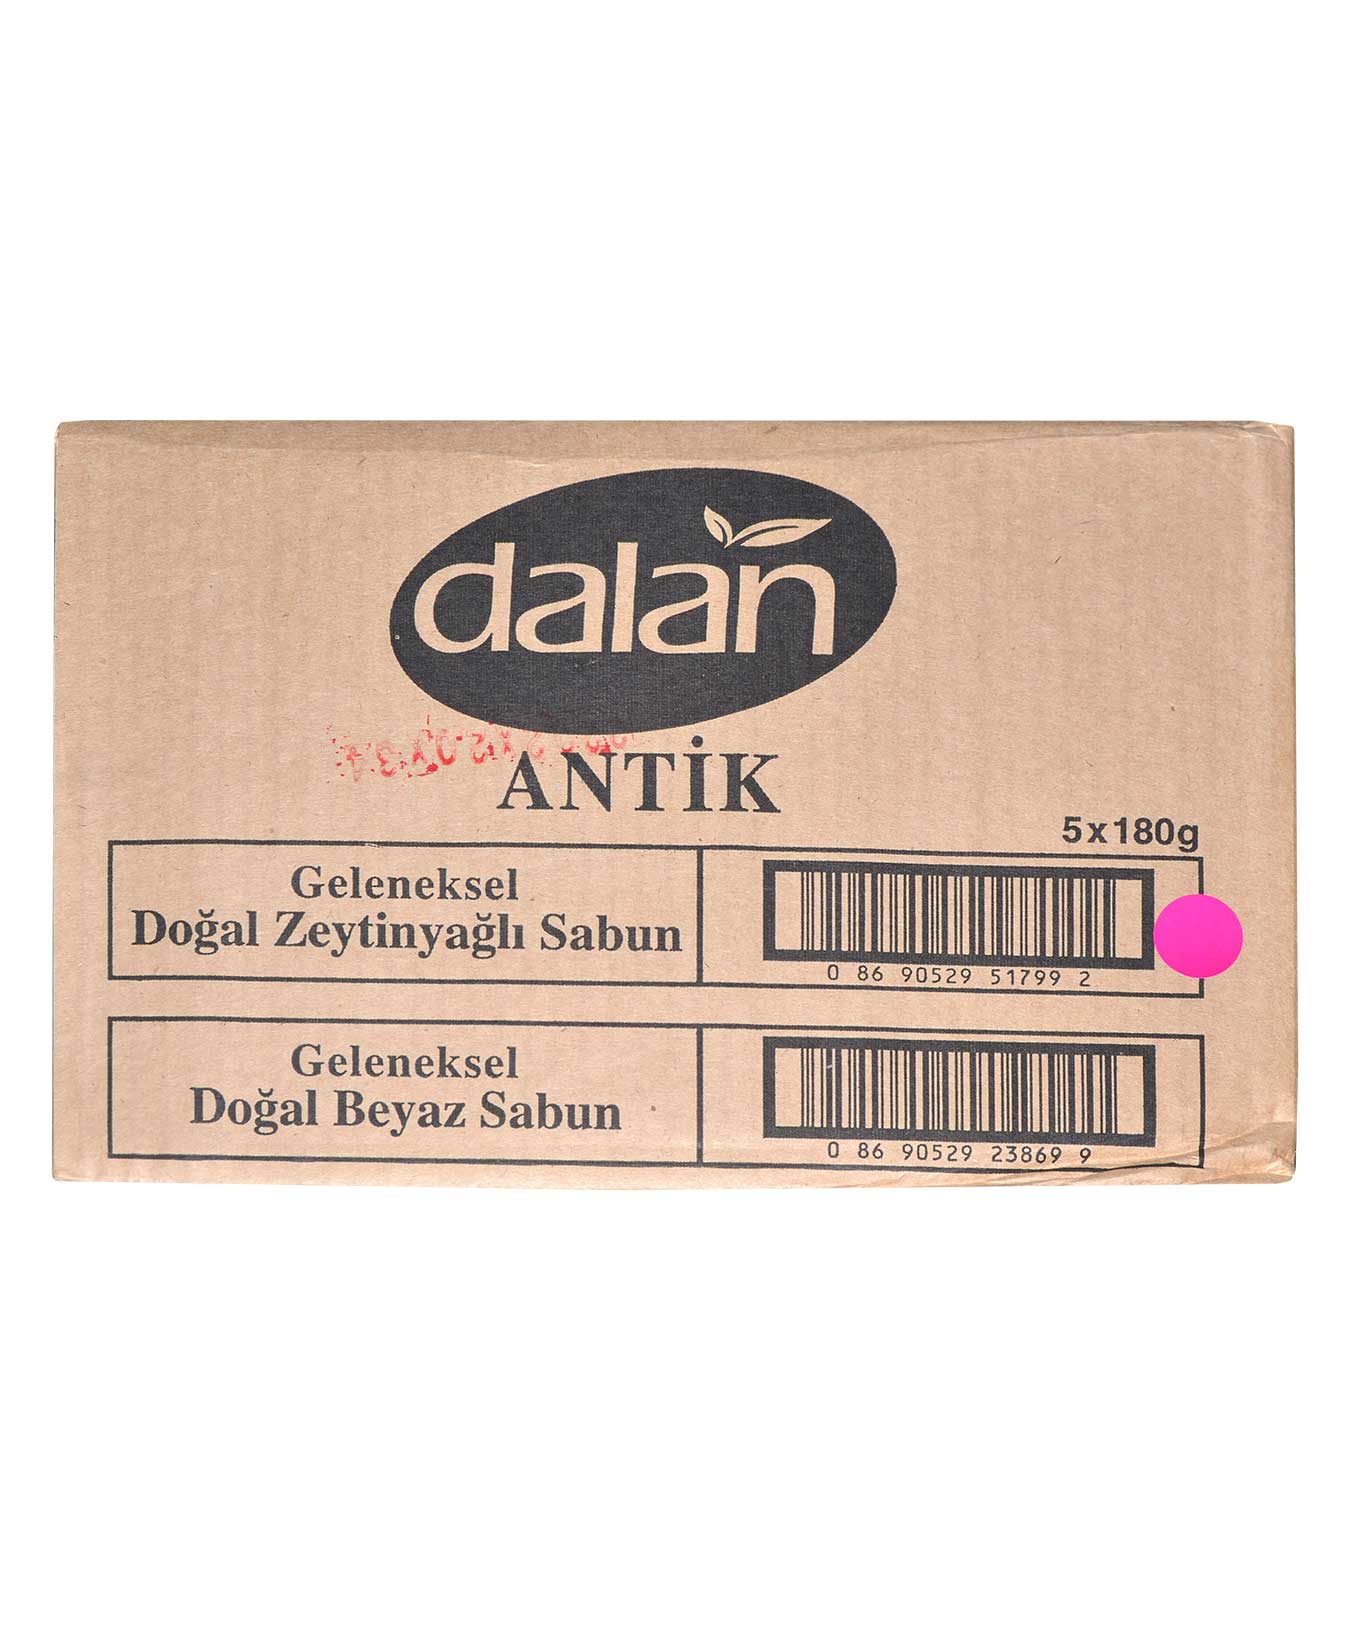 dalan
ANTİK
5x180g
Geleneksel
Doğal Zeytinyağlı Sabun
0 86 90529 51799 2
Geleneksel
Doğal Beyaz Sabun
0 86 90529 23869 9